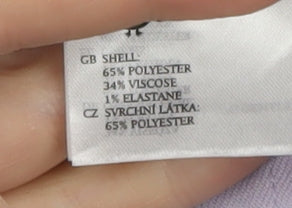 GB SHELL:
65% POLYESTER
34% VISCOSE
1% ELASTANE
CZ SVRCHNÍ LÁTKA:
65% POLYESTER